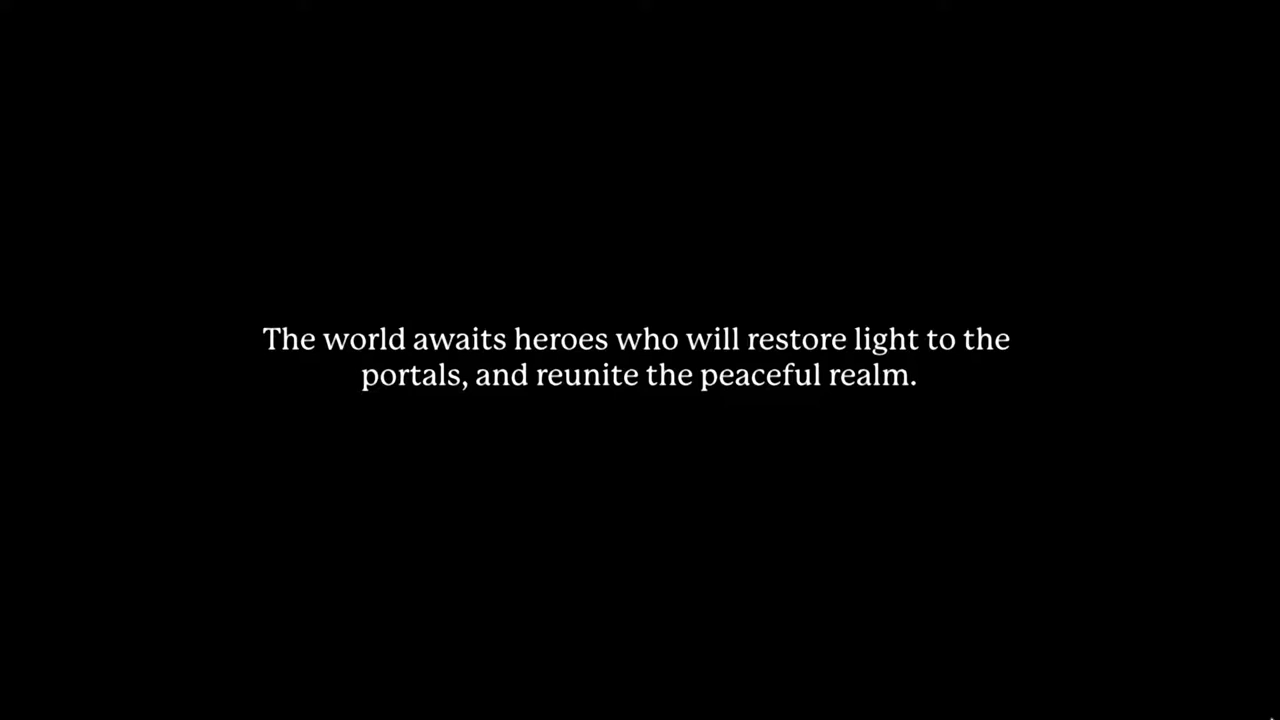 The world awaits heroes who will restore light to the
portals, and reunite the peaceful realm.